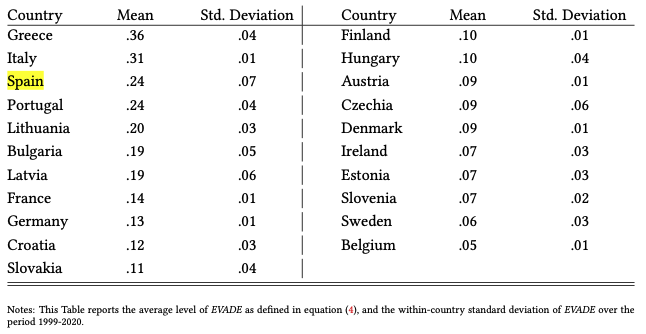 Country Mean Std. Deviation Country Mean Std. Deviation
Greece .36 .04 Finland .10 .01
Italy .31 .01 Hungary .10 .04
Spain .24 .07 Austria .09 .01
Portugal .24 .04 Czechia .09 .06
Lithuania .20 .03 Denmark .09 .01
Bulgaria .19 .05 Ireland .07 .03
Latvia .19 .06 Estonia .07 .03
France .14 .01 Slovenia .07 .02
Germany .13 .01 Sweden .06 .03
Croatia .12 .03 Belgium .05 .01
Slovakia .11 .04
Notes: This Table reports the average level of EVADE as defined in equation (4), and the within-country standard deviation of EVADE over the
period 1999-2020.